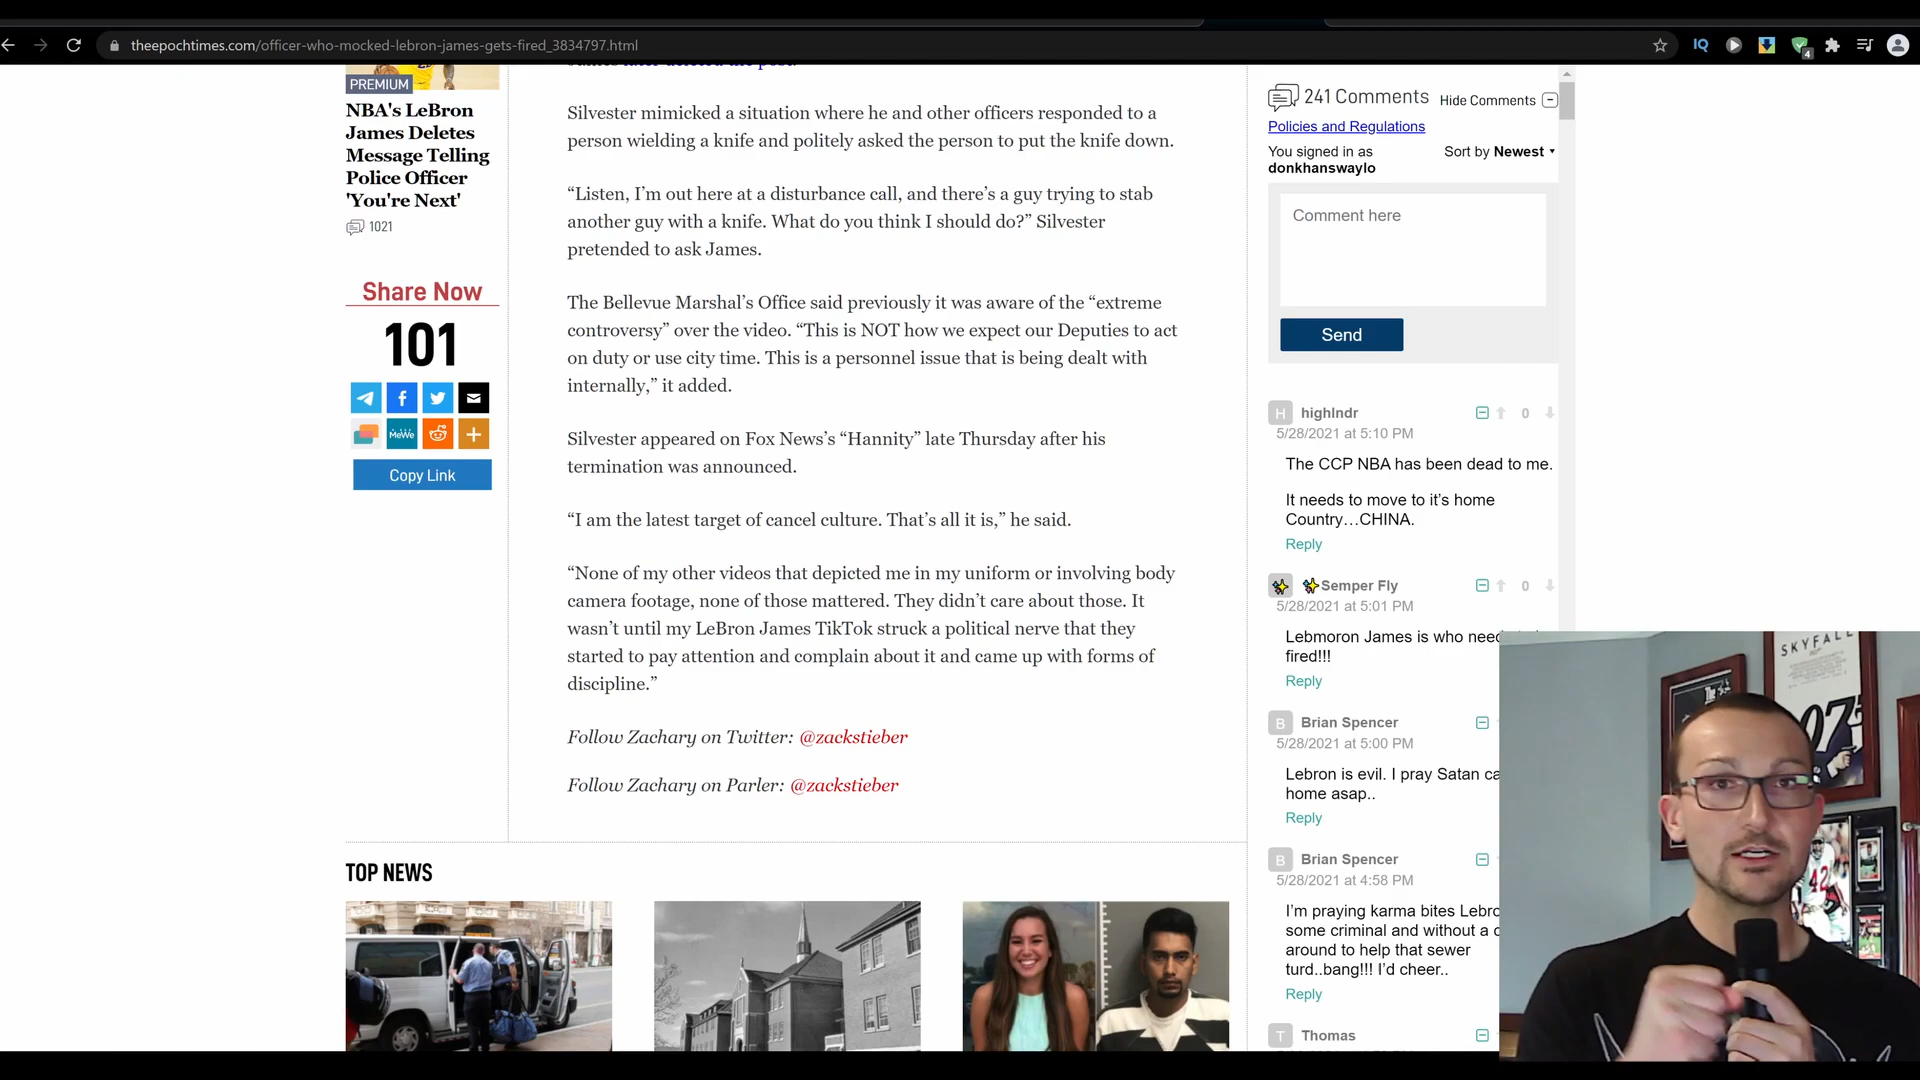 theepochtimes.com/officer-who-mocked-lebron-james-gets-fired_3834797.html
IQ
4
PREMIUM
NBA's LeBron
James Deletes
Message Telling
Police Officer
'You're Next'
1021
Share Now
101
MeWe
Copy Link
James later deleted the post.
Silvester mimicked a situation where he and other officers responded to a
person wielding a knife and politely asked the person to put the knife down.
“Listen, I’m out here at a disturbance call, and there’s a guy trying to stab
another guy with a knife. What do you think I should do?” Silvester
pretended to ask James.
The Bellevue Marshal’s Office said previously it was aware of the “extreme
controversy” over the video. “This is NOT how we expect our Deputies to act
on duty or use city time. This is a personnel issue that is being dealt with
internally,” it added.
Silvester appeared on Fox News’s “Hannity” late Thursday after his
termination was announced.
“I am the latest target of cancel culture. That’s all it is,” he said.
“None of my other videos that depicted me in my uniform or involving body
camera footage, none of those mattered. They didn’t care about those. It
wasn’t until my LeBron James TikTok struck a political nerve that they
started to pay attention and complain about it and came up with forms of
discipline.”
Follow Zachary on Twitter: @zackstieber
Follow Zachary on Parler: @zackstieber
TOP NEWS
241 Comments Hide Comments
Policies and Regulations
You signed in as
donkhanswaylo
Sort by Newest
Comment here
Send
H highlndr 0
5/28/2021 at 5:10 PM
The CCP NBA has been dead to me.
It needs to move to it’s home
Country…CHINA.
Reply
✨ ✨Semper Fly 0
5/28/2021 at 5:01 PM
Lebmoron James is who
fired!!!
Reply
B Brian Spencer
5/28/2021 at 5:00 PM
Lebron is evil. I pray Satan
home asap..
Reply
B Brian Spencer
5/28/2021 at 4:58 PM
I’m praying karma bites
some criminal and without a
around to help that sewer
turd..bang!!! I’d cheer..
Reply
T Thomas
SKYFALL
007
42